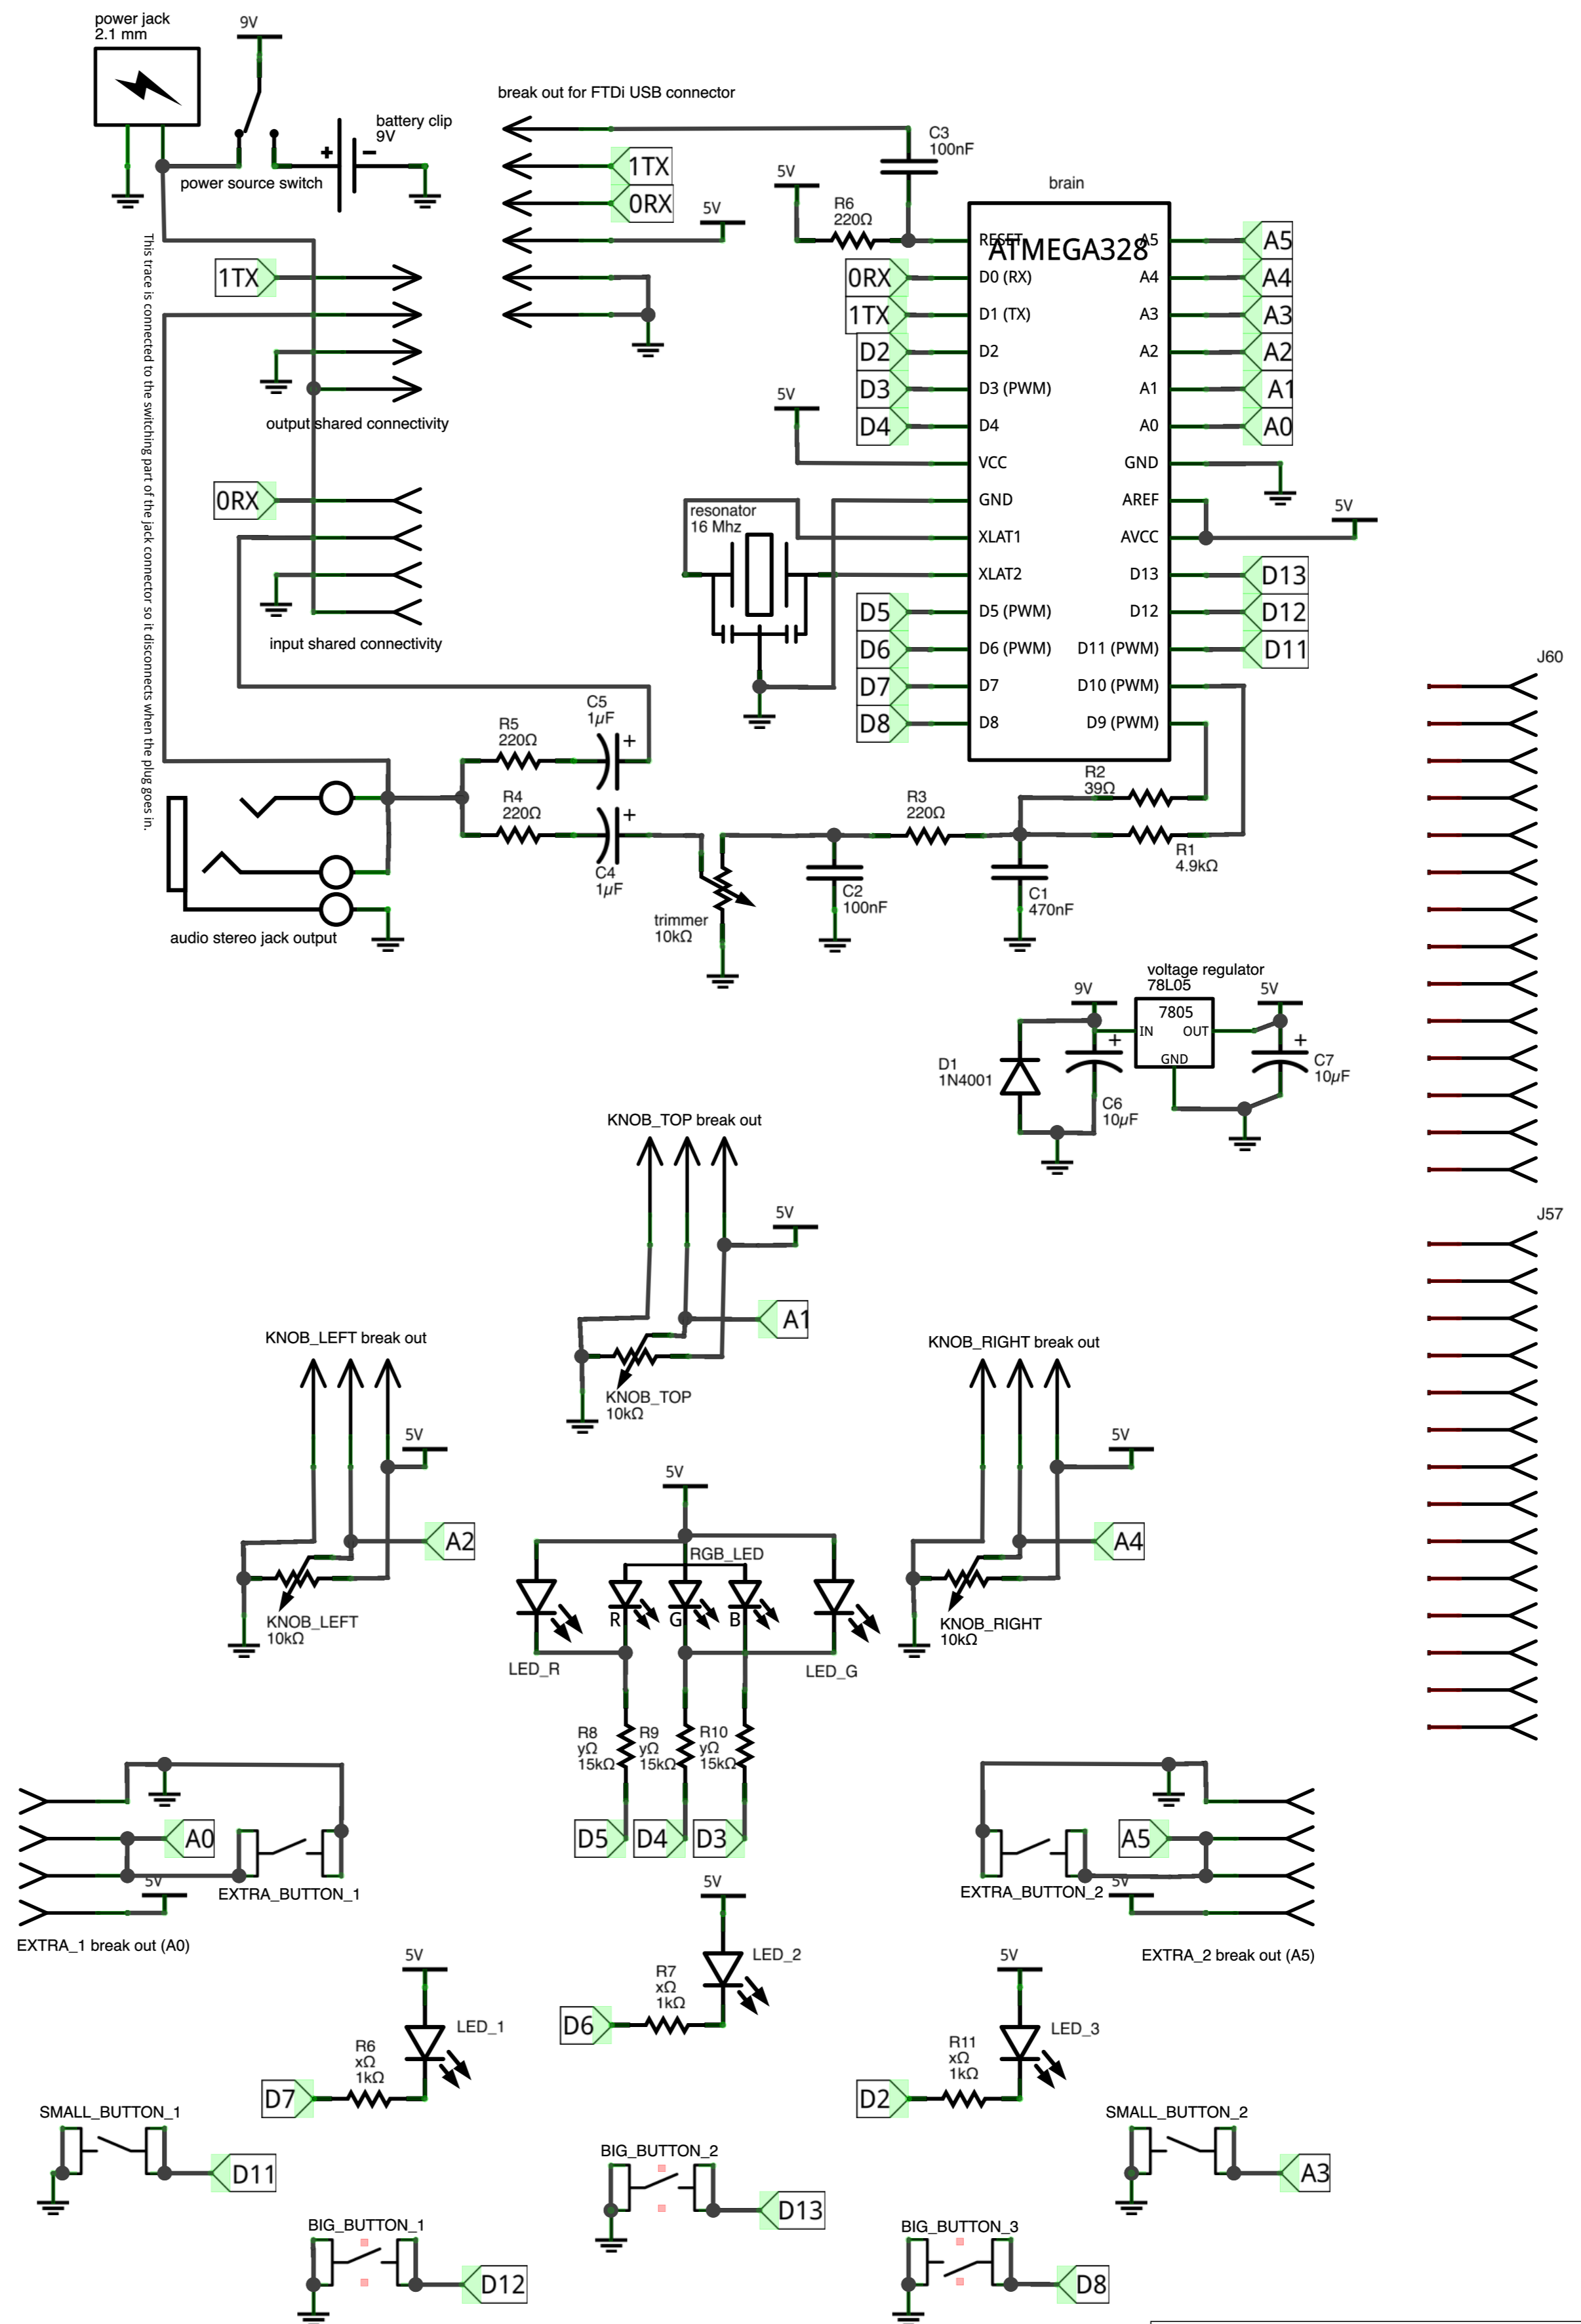 power jack
2.1 mm
9V
battery clip
9V
power source switch
break out for FTDi USB connector
1TX
0RX
5V
C3
100nF
5V
R6
220Ω
brain
ATMEGA328
RESET
D0 (RX)
D1 (TX)
D2
D3 (PWM)
D4
VCC
GND
XLAT1
XLAT2
D5 (PWM)
D6 (PWM)
D7
D8
A5
A4
A3
A2
A1
A0
GND
AREF
AVCC
D13
D12
D11 (PWM)
D10 (PWM)
D9 (PWM)
0RX
1TX
D2
D3
D4
5V
D5
D6
D7
D8
A5
A4
A3
A2
A1
A0
5V
D13
D12
D11
resonator
16 Mhz
This trace is connected to the switching part of the jack connector so it disconnects when the plug goes in.
1TX
output shared connectivity
0RX
input shared connectivity
J60
C5
1µF
R5
220Ω
+
R4
220Ω
+
C4
1µF
trimmer
10kΩ
R3
220Ω
R2
39Ω
R1
4.9kΩ
C2
100nF
C1
470nF
audio stereo jack output
voltage regulator
78L05
9V
7805
IN
OUT
GND
5V
D1
1N4001
+
C6
10µF
+
C7
10µF
KNOB_TOP break out
5V
A1
KNOB_TOP
10kΩ
J57
KNOB_LEFT break out
5V
A2
KNOB_LEFT
10kΩ
KNOB_RIGHT break out
5V
A4
KNOB_RIGHT
10kΩ
5V
RGB_LED
R
G
B
LED_R
LED_G
R8
yΩ
15kΩ
R9
yΩ
15kΩ
R10
yΩ
15kΩ
D5
D4
D3
A0
5V
EXTRA_BUTTON_1
EXTRA_1 break out (A0)
A5
EXTRA_BUTTON_2
5V
EXTRA_2 break out (A5)
5V
LED_2
R7
xΩ
1kΩ
D6
5V
LED_1
R6
xΩ
1kΩ
D7
5V
LED_3
R11
xΩ
1kΩ
D2
SMALL_BUTTON_1
D11
SMALL_BUTTON_2
A3
BIG_BUTTON_2
D13
BIG_BUTTON_1
D12
BIG_BUTTON_3
D8